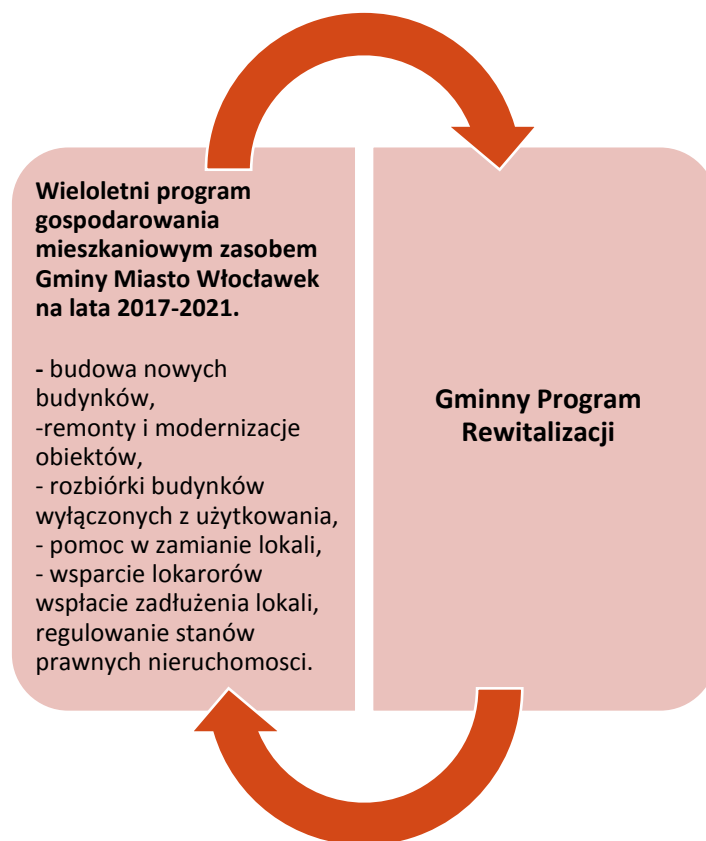 Wieloletni program
gospodarowania
mieszkaniowym zasobem
Gminy Miasto Włocławek
na lata 2017-2021.
- budowa nowych
budynków,
-remonty i modernizacje
obiektów,
- rozbiórki budynków
wyłączonych z użytkowania,
- pomoc w zamianie lokali,
- wsparcie lokarorów
wspłacie zadłużenia lokali,
regulowanie stanów
prawnych nieruchomosci.
Gminny Program
Rewitalizacji